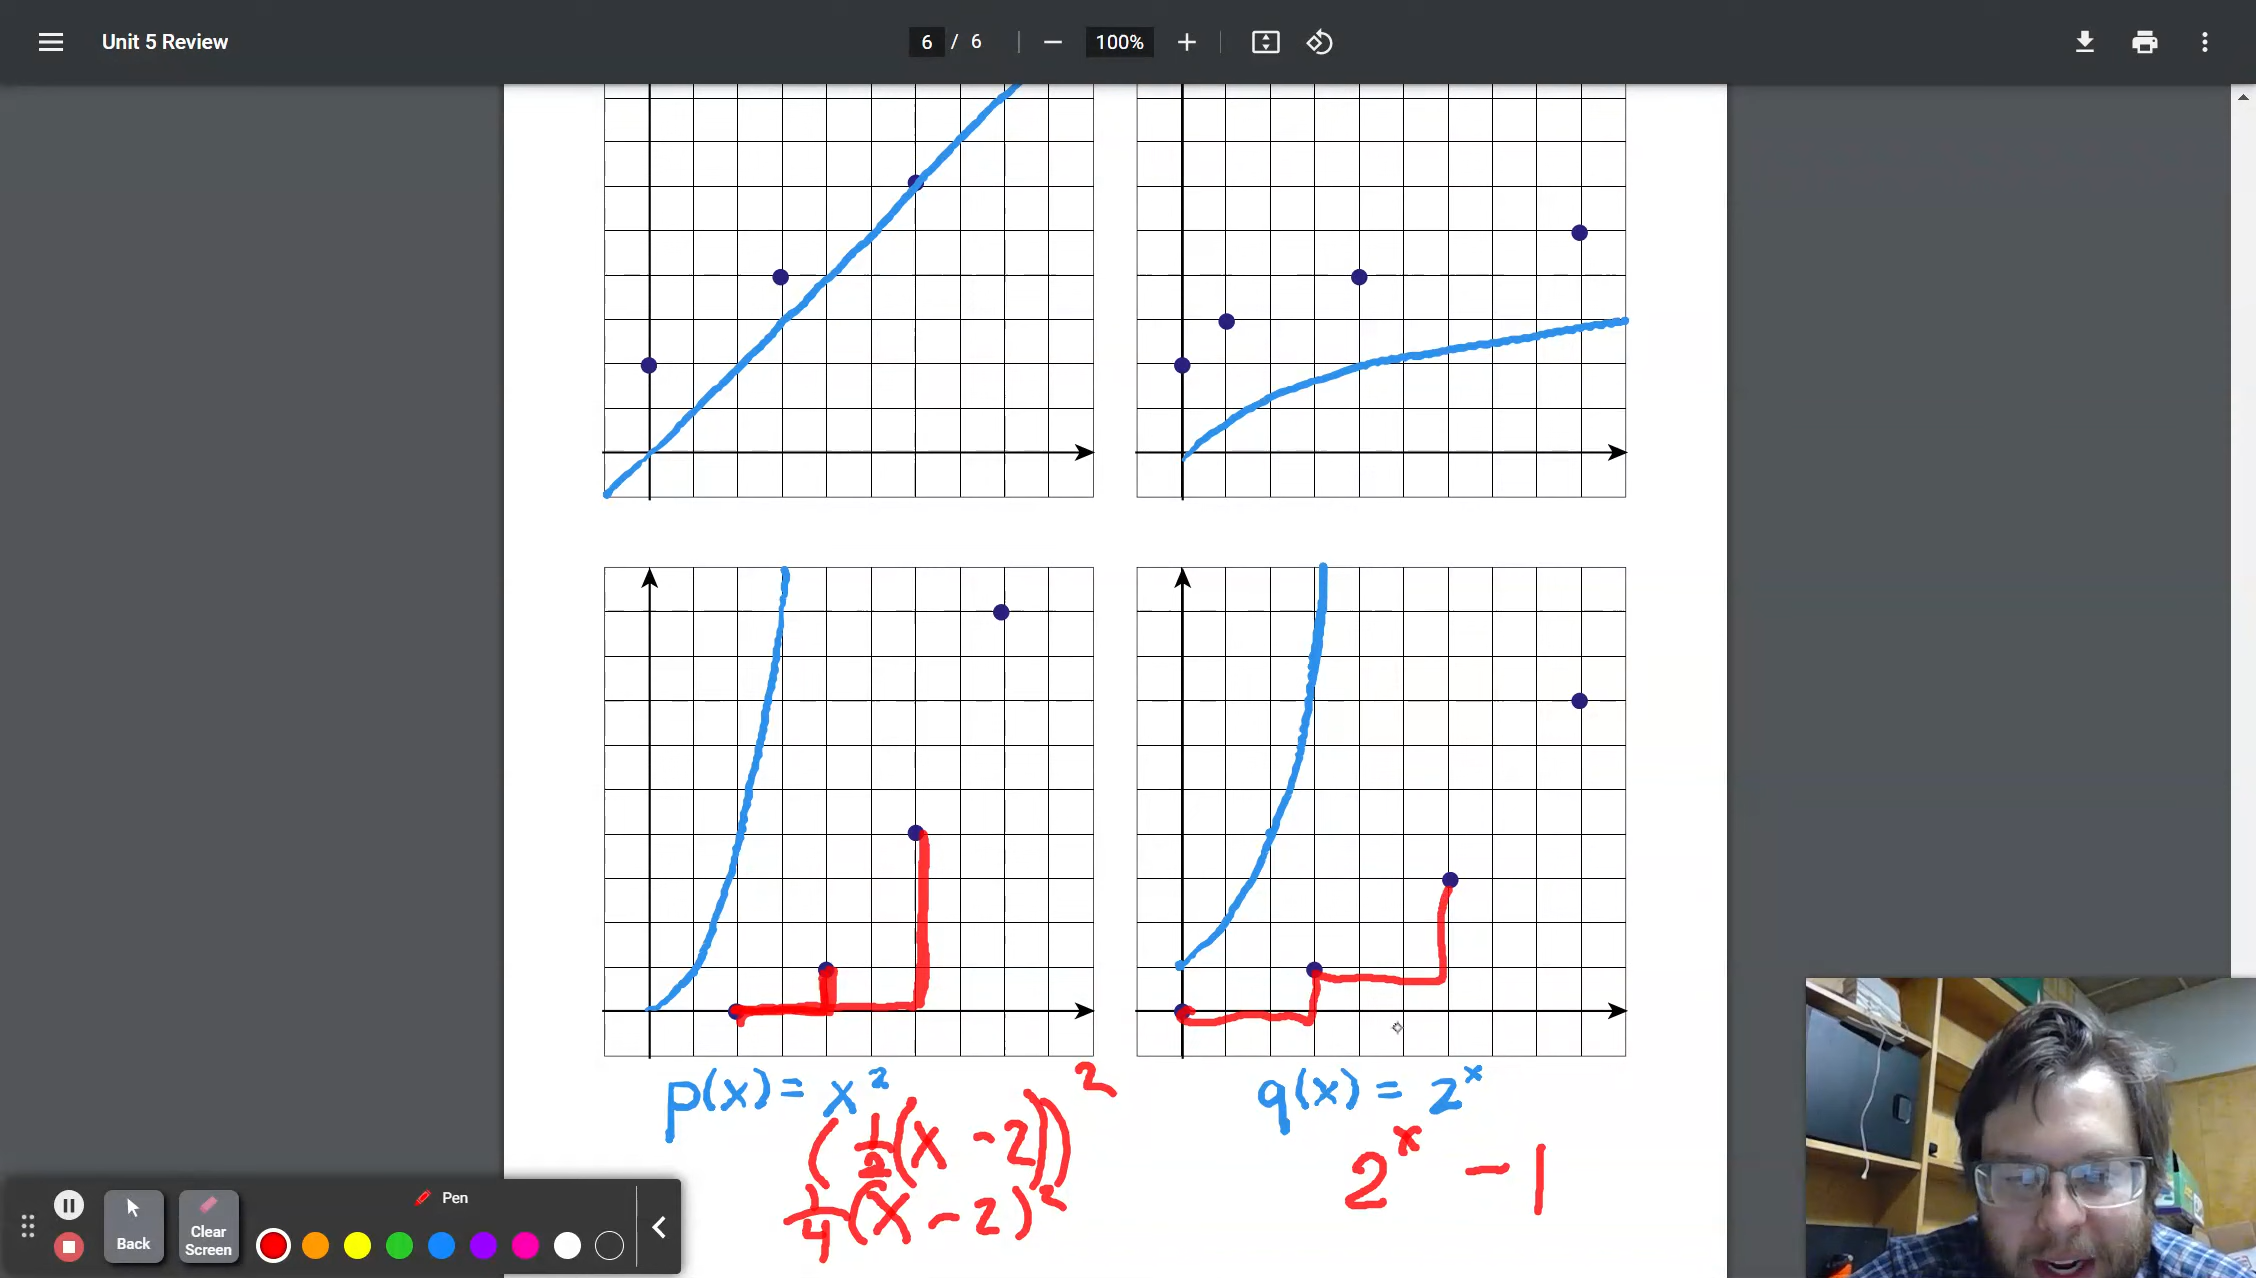 Unit 5 Review
6 / 6
100%
p(x) = x²
(½(x - 2))²
¼(x - 2)²
q(x) = 2ˣ
2ˣ - 1
Pen
Back
Clear
Screen